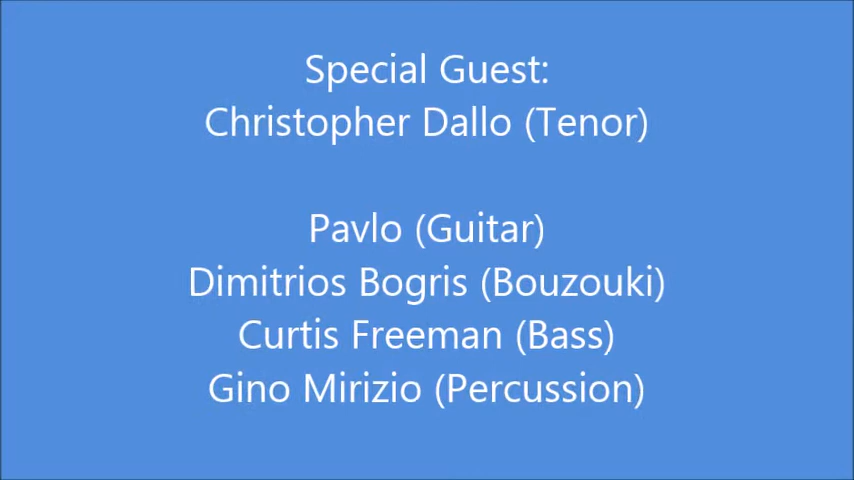 Special Guest:
Christopher Dallo (Tenor)
Pavlo (Guitar)
Dimitrios Bogris (Bouzouki)
Curtis Freeman (Bass)
Gino Mirizio (Percussion)